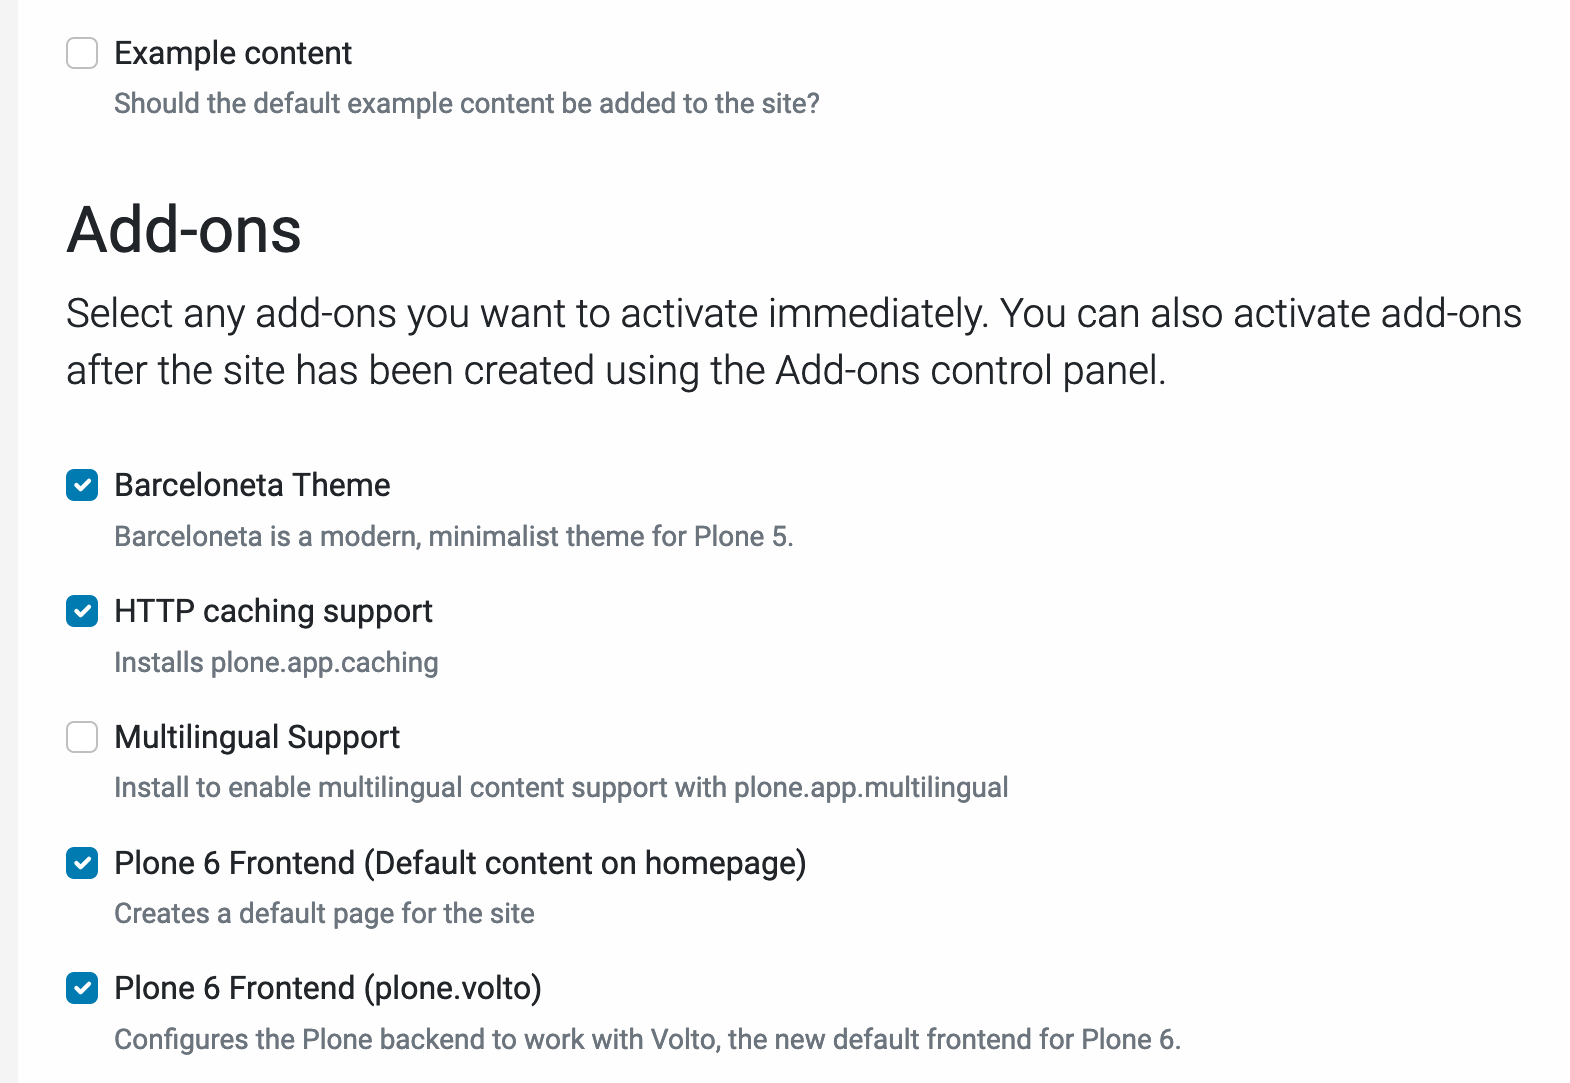 Example content
Should the default example content be added to the site?
Add-ons
Select any add-ons you want to activate immediately. You can also activate add-ons
after the site has been created using the Add-ons control panel.
Barceloneta Theme
Barceloneta is a modern, minimalist theme for Plone 5.
HTTP caching support
Installs plone.app.caching
Multilingual Support
Install to enable multilingual content support with plone.app.multilingual
Plone 6 Frontend (Default content on homepage)
Creates a default page for the site
Plone 6 Frontend (plone.volto)
Configures the Plone backend to work with Volto, the new default frontend for Plone 6.